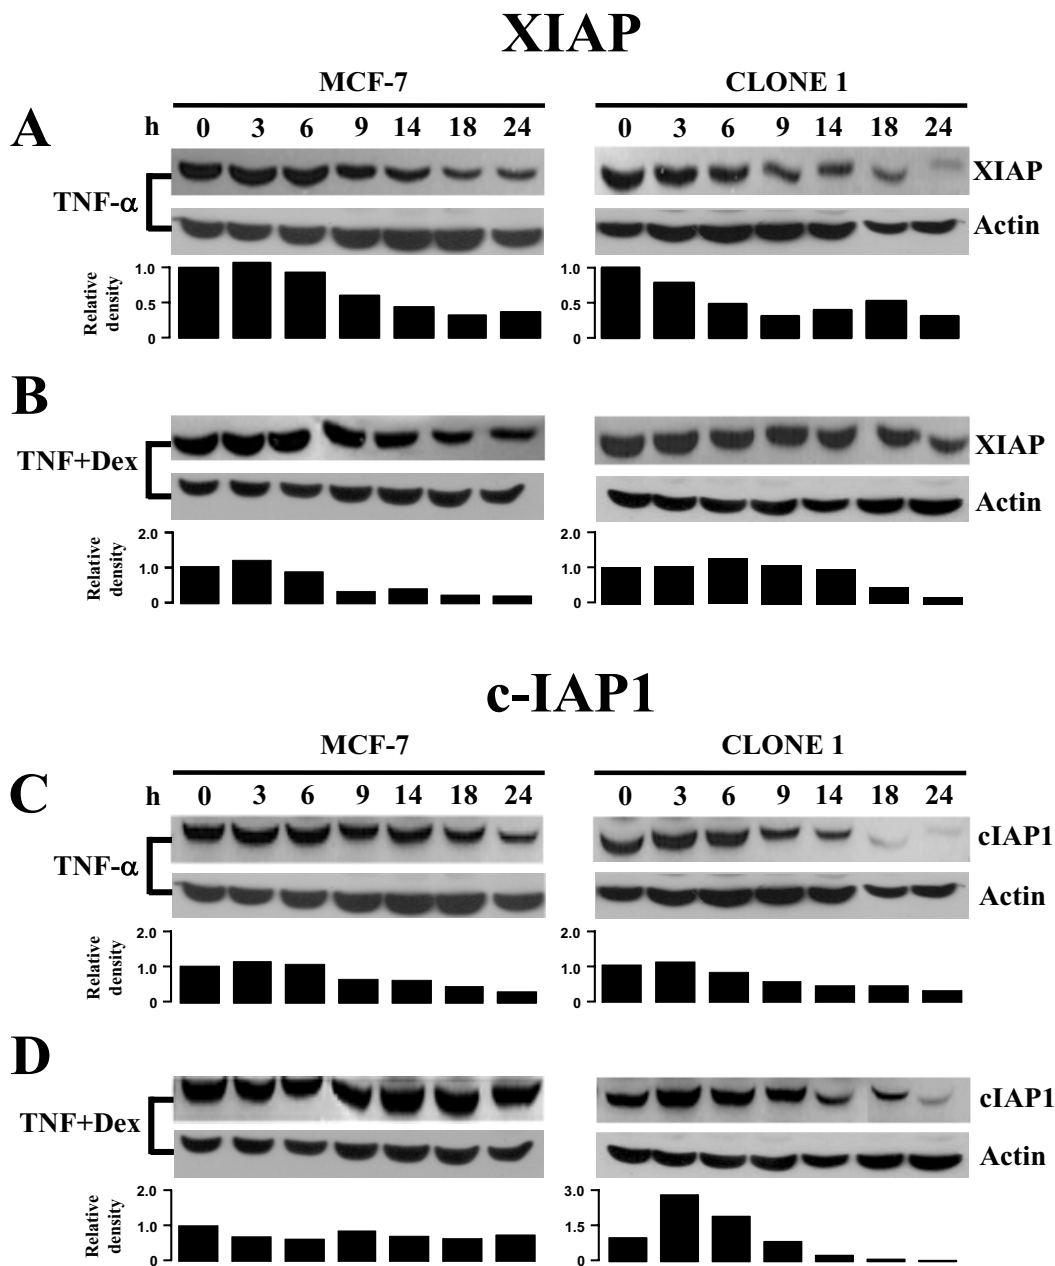 XIAP
MCF-7 CLONE 1
A h 0 3 6 9 14 18 24 0 3 6 9 14 18 24
TNF-α XIAP
Actin
Relative density 1.0 0.5 0 1.0 0.5 0
B
TNF+Dex XIAP
Actin
Relative density 2.0 1.0 0 2.0 1.0 0
c-IAP1
MCF-7 CLONE 1
C h 0 3 6 9 14 18 24 0 3 6 9 14 18 24
TNF-α cIAP1
Actin
Relative density 2.0 1.0 0 2.0 1.0 0
D
TNF+Dex cIAP1
Actin
Relative density 2.0 1.0 0 3.0 1.5 0